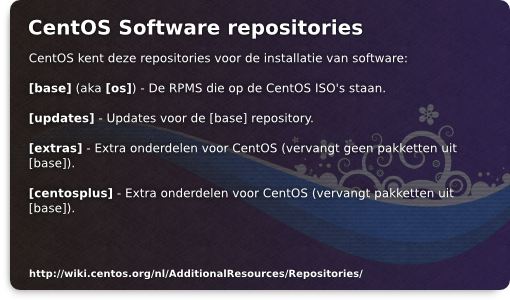 CentOS Software repositories
CentOS kent deze repositories voor de installatie van software:
[base] (aka [os]) - De RPMS die op de CentOS ISO's staan.
[updates] - Updates voor de [base] repository.
[extras] - Extra onderdelen voor CentOS (vervangt geen pakketten uit
[base]).
[centosplus] - Extra onderdelen voor CentOS (vervangt pakketten uit
[base]).
http://wiki.centos.org/nl/AdditionalResources/Repositories/